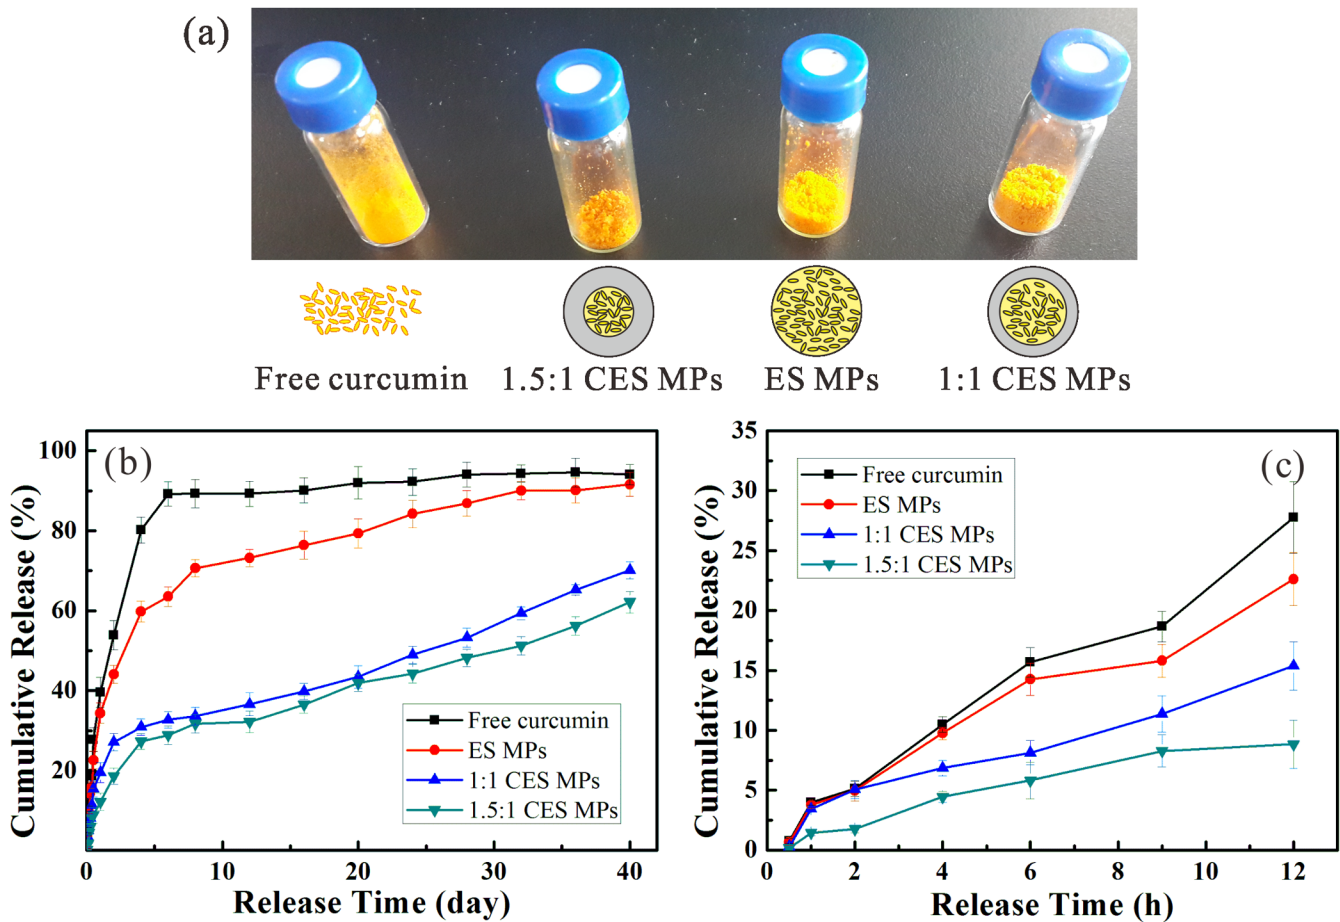 (a)
Free curcumin
1.5:1 CES MPs
ES MPs
1:1 CES MPs
(b)
Cumulative Release (%)
100
80
60
40
20
0
10
20
30
40
Release Time (day)
Free curcumin
ES MPs
1:1 CES MPs
1.5:1 CES MPs
(c)
Cumulative Release (%)
35
30
25
20
15
10
5
0
0
2
4
6
8
10
12
Release Time (h)
Free curcumin
ES MPs
1:1 CES MPs
1.5:1 CES MPs